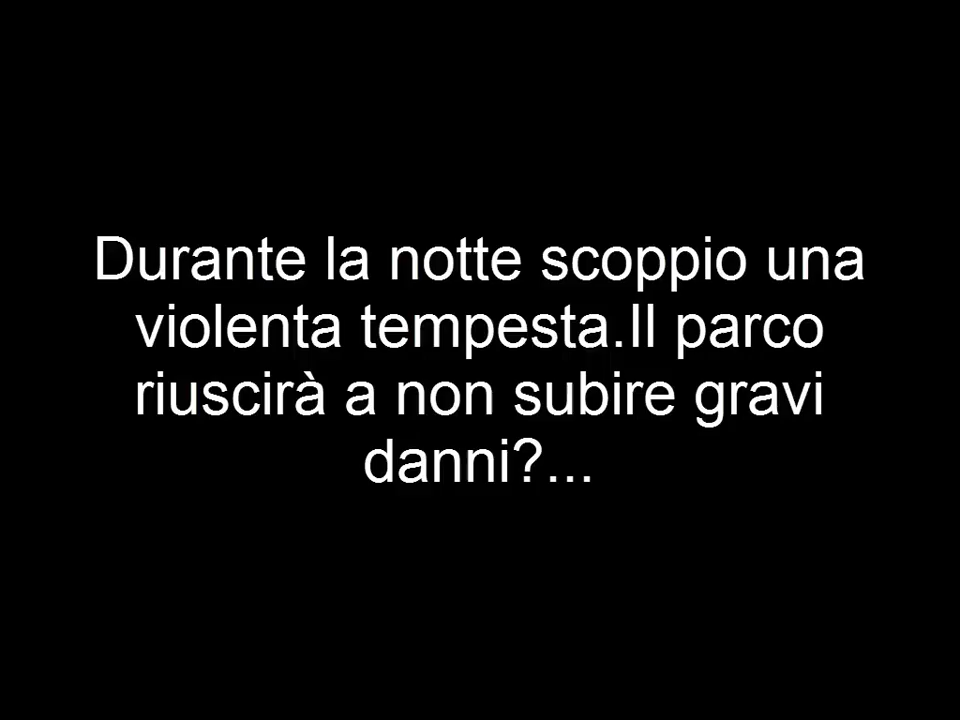 Durante la notte scoppio una
violenta tempesta.Il parco
riuscirà a non subire gravi
danni?...